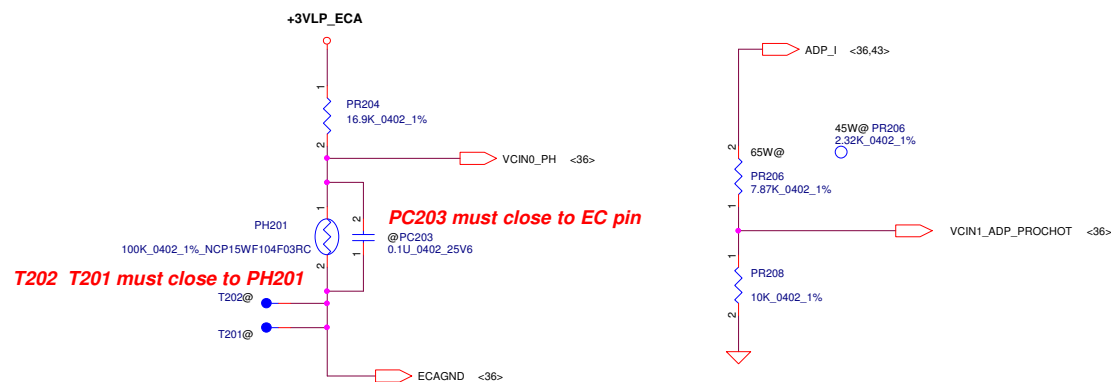 +3VLP_ECA
1
PR204
16.9K_0402_1%
2
VCIN0_PH <36>
1
PH201
100K_0402_1%_NCP15WF104F03RC
2
2
@PC203
0.1U_0402_25V6
1
PC203 must close to EC pin
T202 T201 must close to PH201
T202@
T201@
ECAGND <36>
ADP_I <36,43>
45W@ PR206
2.32K_0402_1%
2
65W@
PR206
7.87K_0402_1%
1
VCIN1_ADP_PROCHOT <36>
1
PR208
10K_0402_1%
2